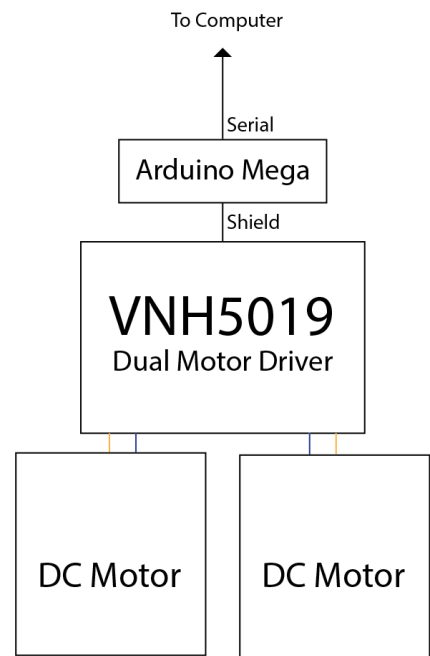 To Computer
Serial
Arduino Mega
Shield
VNH5019
Dual Motor Driver
DC Motor
DC Motor